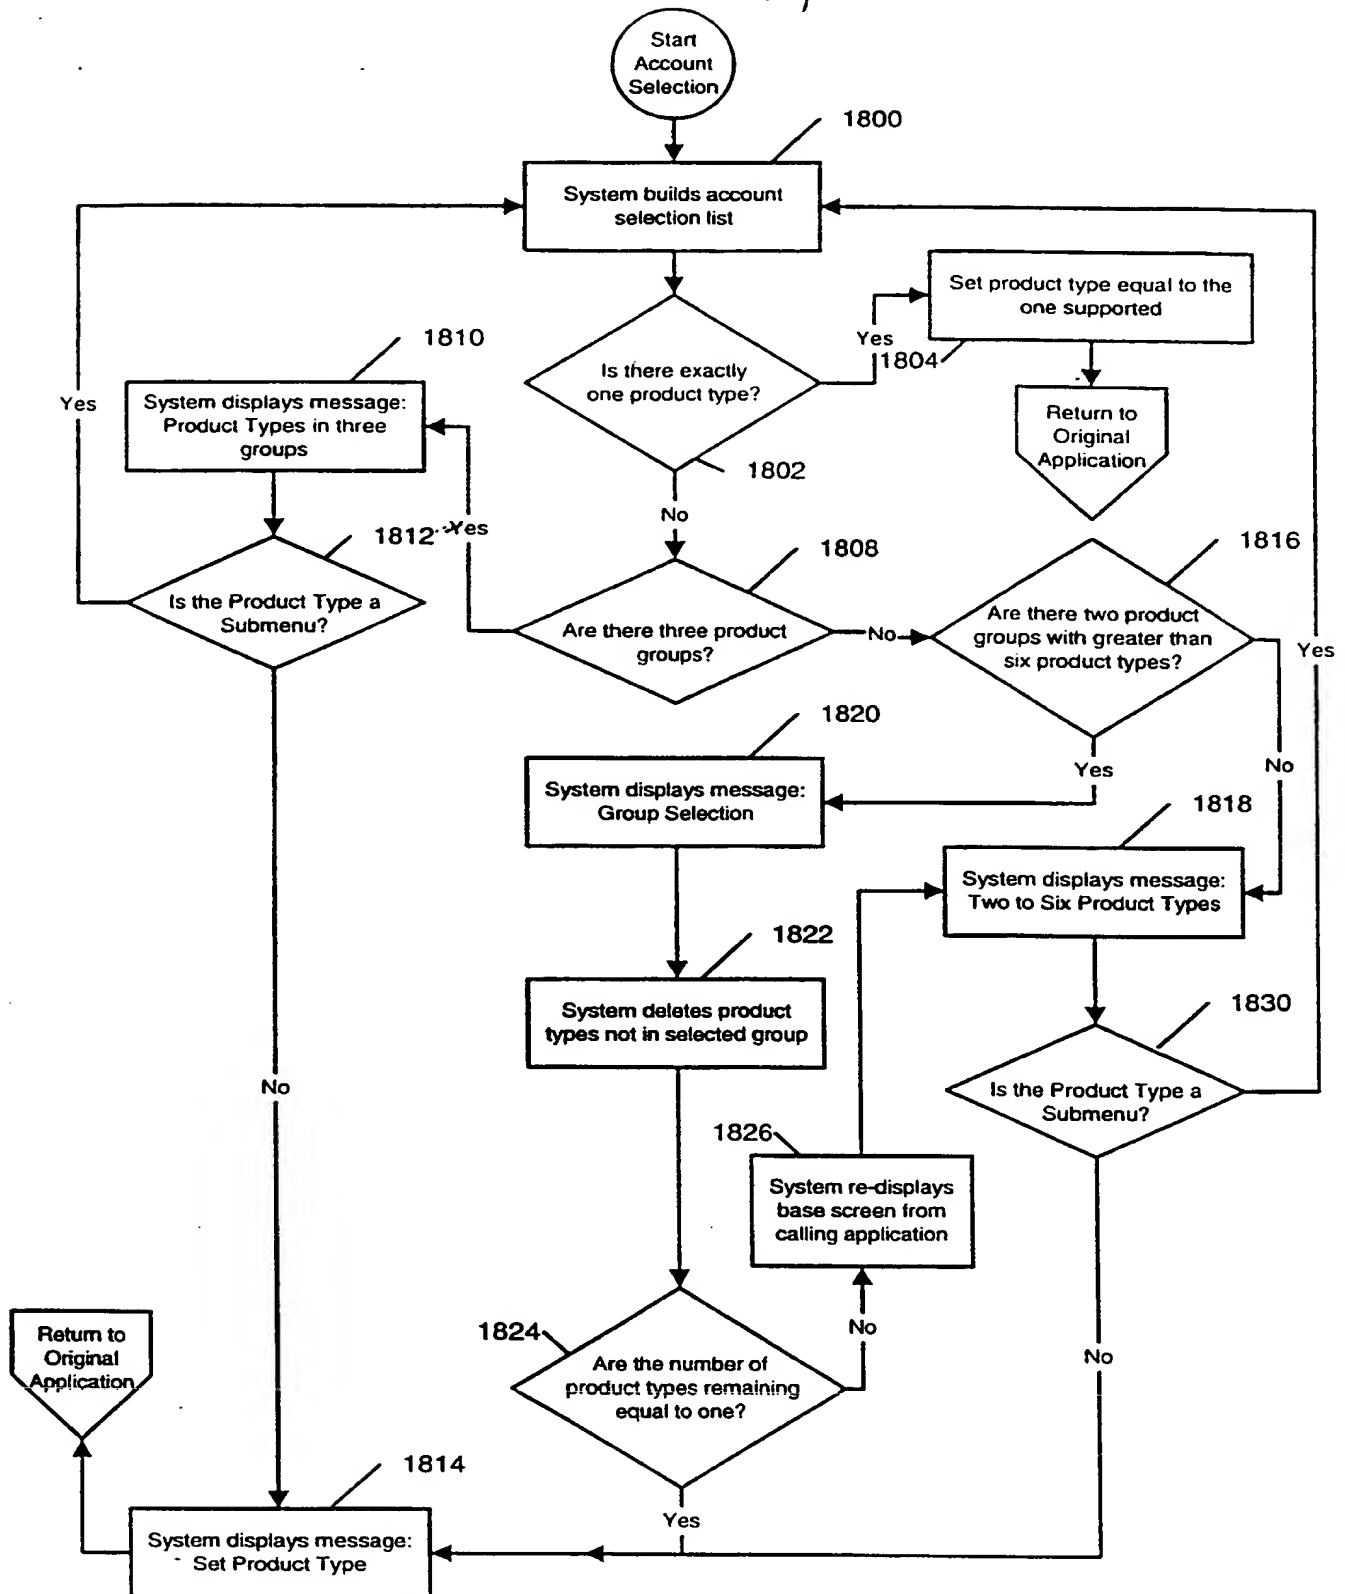 Start
Account
Selection
1800
System builds account
selection list
Set product type equal to the
one supported
Yes
1804
1810
Is there exactly
one product type?
Yes
System displays message:
Product Types in three
groups
Return to
Original
Application
1802
No
1812
Yes
1808
1816
Is the Product Type a
Submenu?
Are there three product
groups?
No
Are there two product
groups with greater than
six product types?
Yes
1820
Yes
No
System displays message:
Group Selection
1818
System displays message:
Two to Six Product Types
1822
System deletes product
types not in selected group
1830
Is the Product Type a
Submenu?
No
1826
System re-displays
base screen from
calling application
No
1824
Are the number of
product types remaining
equal to one?
No
Return to
Original
Application
1814
Yes
System displays message:
Set Product Type